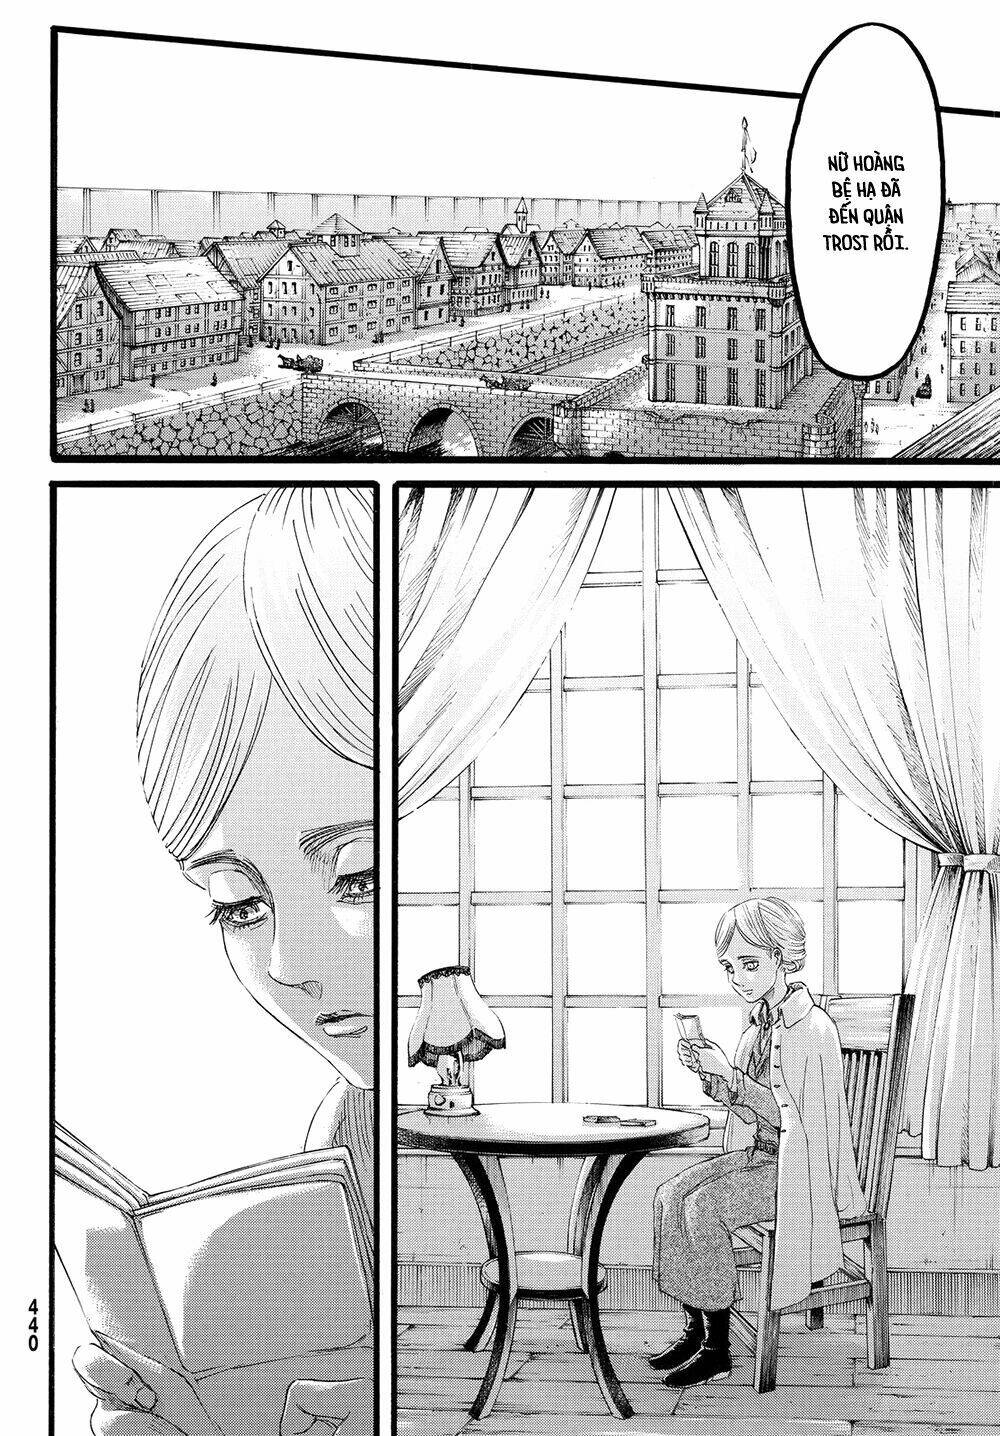 NỮ HOÀNG
BỆ HẠ ĐÃ
ĐẾN QUẬN
TROST RỒI.
440